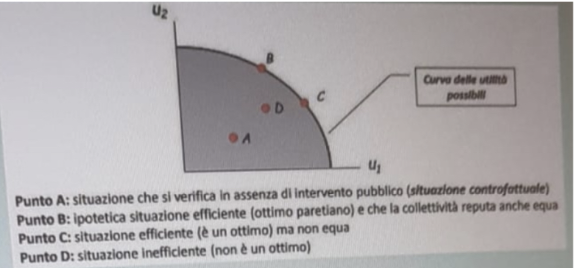 U2
B
Curva delle utilità
possibili
C
D
A
U1
Punto A: situazione che si verifica in assenza di intervento pubblico (situazione controfattuale)
Punto B: ipotetica situazione efficiente (ottimo paretiano) e che la collettività reputa anche equa
Punto C: situazione efficiente (è un ottimo) ma non equa
Punto D: situazione inefficiente (non è un ottimo)